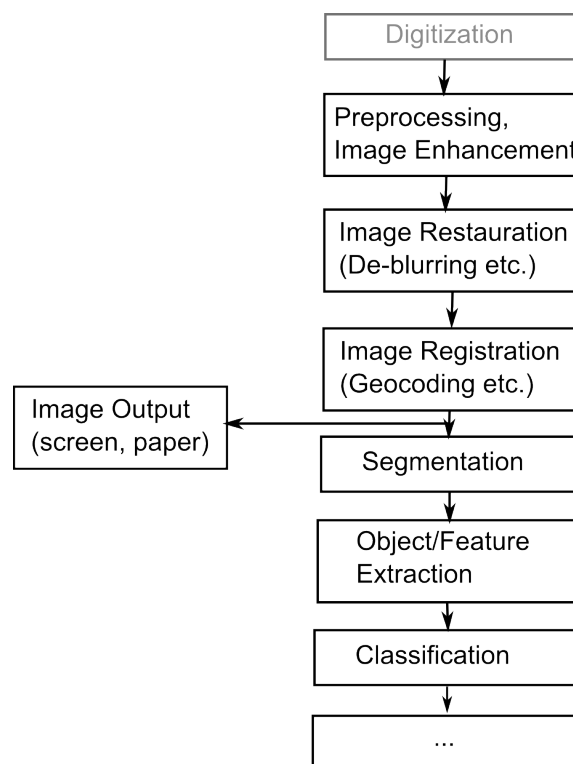 Digitization
Preprocessing,
Image Enhancement
Image Restauration
(De-blurring etc.)
Image Registration
(Geocoding etc.)
Image Output
(screen, paper)
Segmentation
Object/Feature
Extraction
Classification
...